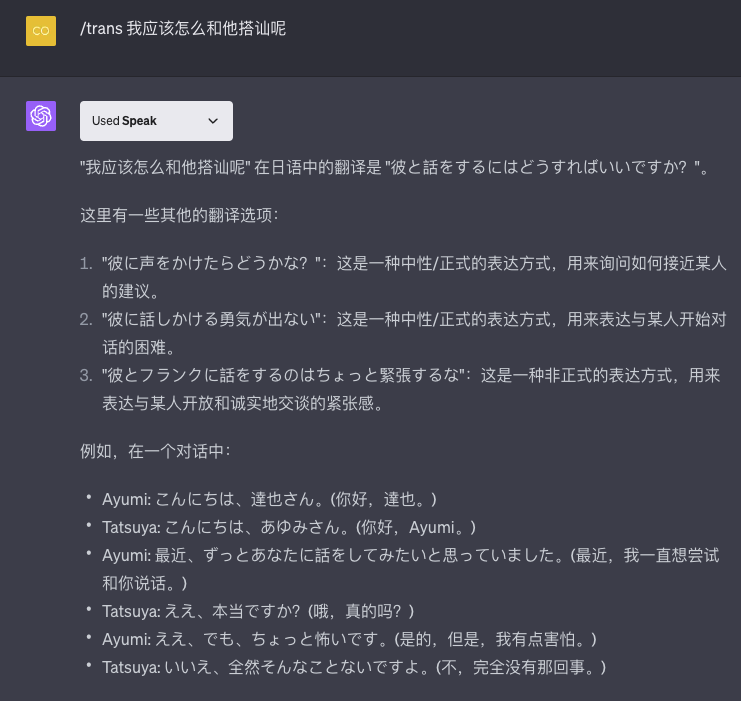 CO
/trans 我应该怎么和他搭讪呢
Used Speak
"我应该怎么和他搭讪呢" 在日语中的翻译是 "彼と話をするにはどうすればいいですか？"。
这里有一些其他的翻译选项：
1. "彼に声をかけたらどうかな？"：这是一种中性/正式的表达方式，用来询问如何接近某人
的建议。
2. "彼に話しかける勇気が出ない"：这是一种中性/正式的表达方式，用来表达与某人开始对
话的困难。
3. "彼とフランクに話をするのはちょっと緊張するな"：这是一种非正式的表达方式，用来
表达与某人开放和诚实地交谈的紧张感。
例如，在一个对话中：
• Ayumi: こんにちは、達也さん。(你好，達也。)
• Tatsuya: こんにちは、あゆみさん。(你好，Ayumi。)
• Ayumi: 最近、ずっとあなたに話をしてみたいと思っていました。(最近，我一直想尝试
和你说话。)
• Tatsuya: ええ、本当ですか？(哦，真的吗？)
• Ayumi: ええ、でも、ちょっと怖いです。(是的，但是，我有点害怕。)
• Tatsuya: いいえ、全然そんなことないですよ。(不，完全没有那回事。)